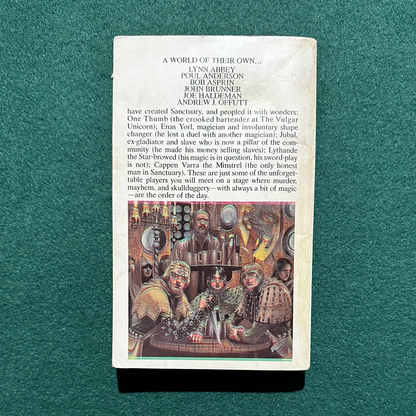 A WORLD OF THEIR OWN...
LYNN ABBEY
POUL ANDERSON
BOB ASPRIN
JOHN BRUNNER
JOE HALDEMAN
ANDREW J. OFFUTT
have created Sanctuary, and peopled it with wonders:
One Thumb (the crooked bartender at The Vulgar
Unicorn); Enas Yorl, magician and involuntary shape
changer (he lost a duel with another magician); Jubal,
ex-gladiator and slave who is now a pillar of the com-
munity (he made his money selling slaves); Lythande
the Star-browed (his magic is in question, his sword-play
is not); Cappen Varra the Minstrel (the only honest
man in Sanctuary). These are just some of the unforget-
table players you will meet on a stage where murder,
mayhem, and skullduggery—with always a bit of magic
—are the order of the day.